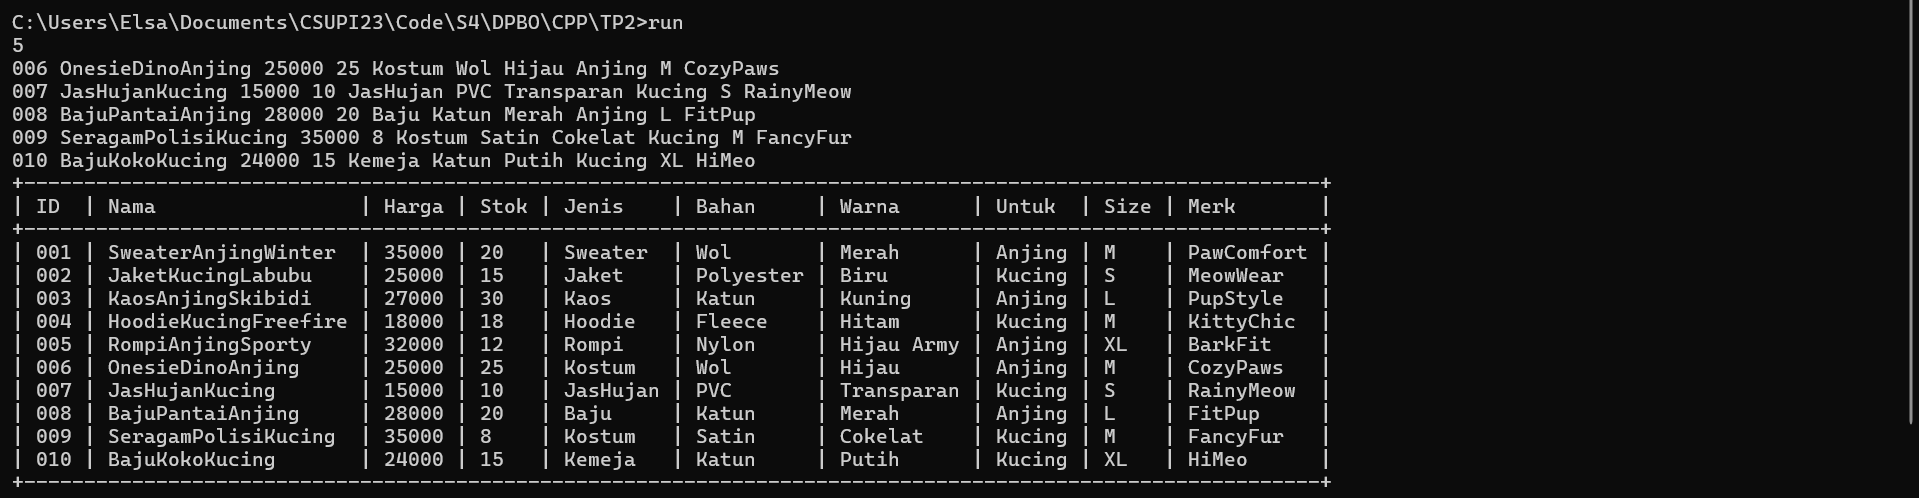 C:\Users\Elsa\Documents\CSUPI23\Code\S4\DPBO\CPP\TP2>run
5
006 OnesieDinoAnjing 25000 25 Kostum Wol Hijau Anjing M CozyPaws
007 JasHujanKucing 15000 10 JasHujan PVC Transparan Kucing S RainyMeow
008 BajuPantaiAnjing 28000 20 Baju Katun Merah Anjing L FitPup
009 SeragamPolisiKucing 35000 8 Kostum Satin Cokelat Kucing M FancyFur
010 BajuKokoKucing 24000 15 Kemeja Katun Putih Kucing XL HiMeo
+------------------------------------------------------------------------------------------------------------+
| ID  | Nama                 | Harga | Stok | Jenis    | Bahan     | Warna      | Untuk  | Size | Merk       |
+------------------------------------------------------------------------------------------------------------+
| 001 | SweaterAnjingWinter  | 35000 | 20   | Sweater  | Wol       | Merah      | Anjing | M    | PawComfort |
| 002 | JaketKucingLabubu    | 25000 | 15   | Jaket    | Polyester | Biru       | Kucing | S    | MeowWear   |
| 003 | KaosAnjingSkibidi    | 27000 | 30   | Kaos     | Katun     | Kuning     | Anjing | L    | PupStyle   |
| 004 | HoodieKucingFreefire | 18000 | 18   | Hoodie   | Fleece    | Hitam      | Kucing | M    | KittyChic  |
| 005 | RompiAnjingSporty    | 32000 | 12   | Rompi    | Nylon     | Hijau Army | Anjing | XL   | BarkFit    |
| 006 | OnesieDinoAnjing     | 25000 | 25   | Kostum   | Wol       | Hijau      | Anjing | M    | CozyPaws   |
| 007 | JasHujanKucing       | 15000 | 10   | JasHujan | PVC       | Transparan | Kucing | S    | RainyMeow  |
| 008 | BajuPantaiAnjing     | 28000 | 20   | Baju     | Katun     | Merah      | Anjing | L    | FitPup     |
| 009 | SeragamPolisiKucing  | 35000 | 8    | Kostum   | Satin     | Cokelat    | Kucing | M    | FancyFur   |
| 010 | BajuKokoKucing       | 24000 | 15   | Kemeja   | Katun     | Putih      | Kucing | XL   | HiMeo      |
+------------------------------------------------------------------------------------------------------------+